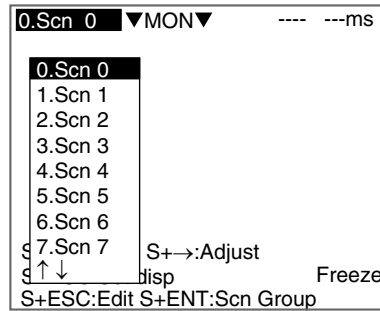 0.Scn 0 ▼MON▼ ---- ---ms
0.Scn 0
1.Scn 1
2.Scn 2
3.Scn 3
4.Scn 4
5.Scn 5
6.Scn 6
7.Scn 7
↑↓
S+→:Adjust
disp Freeze
S+ESC:Edit S+ENT:Scn Group